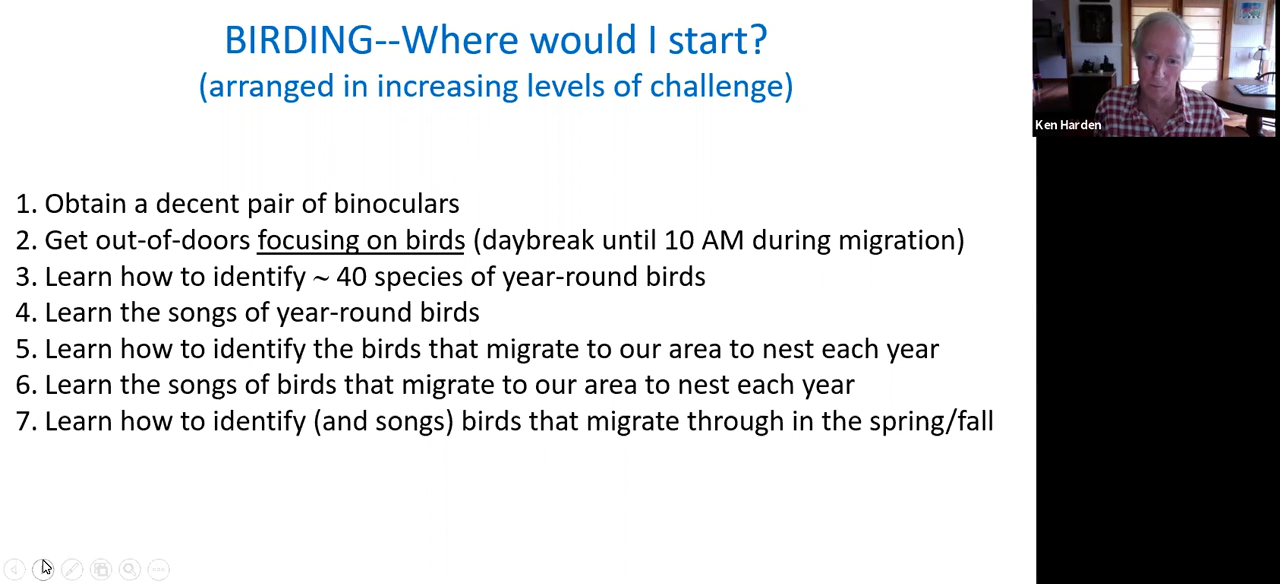 BIRDING--Where would I start?
(arranged in increasing levels of challenge)
Ken Harden
1. Obtain a decent pair of binoculars
2. Get out-of-doors focusing on birds (daybreak until 10 AM during migration)
3. Learn how to identify ~ 40 species of year-round birds
4. Learn the songs of year-round birds
5. Learn how to identify the birds that migrate to our area to nest each year
6. Learn the songs of birds that migrate to our area to nest each year
7. Learn how to identify (and songs) birds that migrate through in the spring/fall